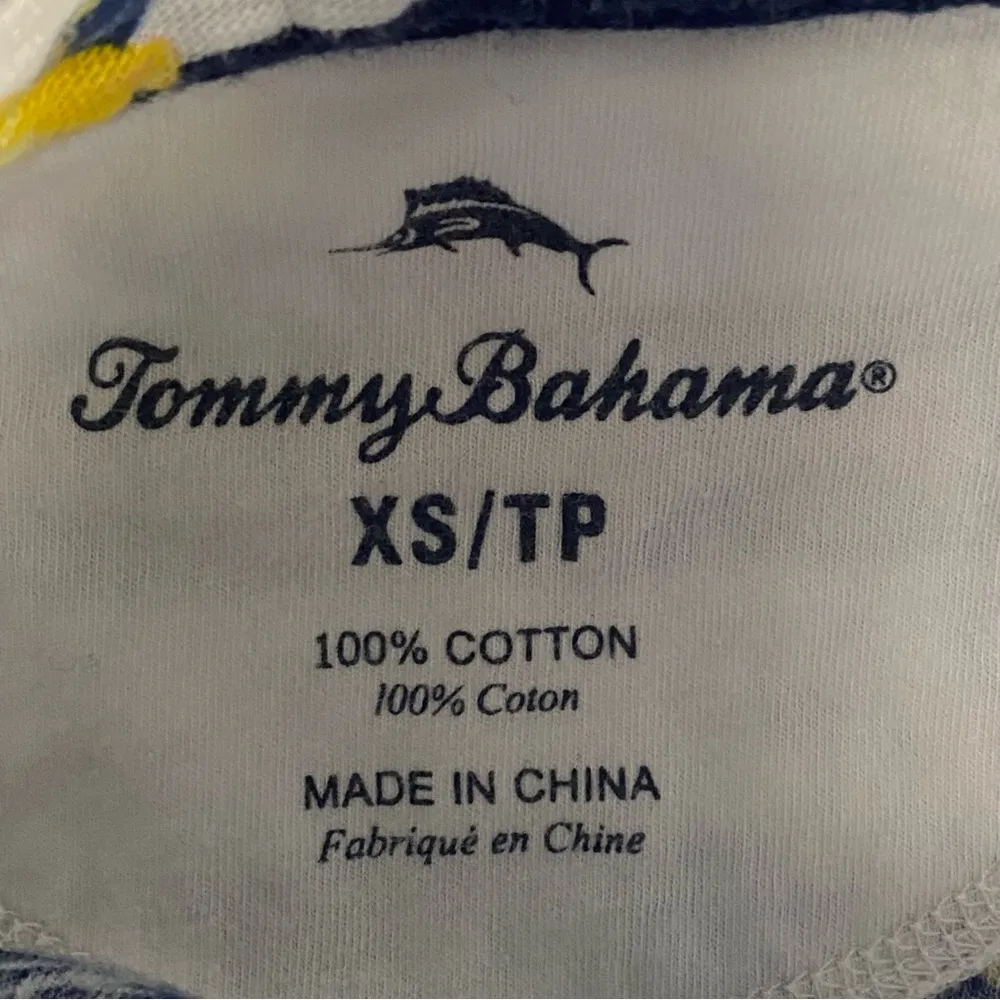 Tommy Bahama®
XS/TP
100% COTTON
100% Coton
MADE IN CHINA
Fabriqué en Chine